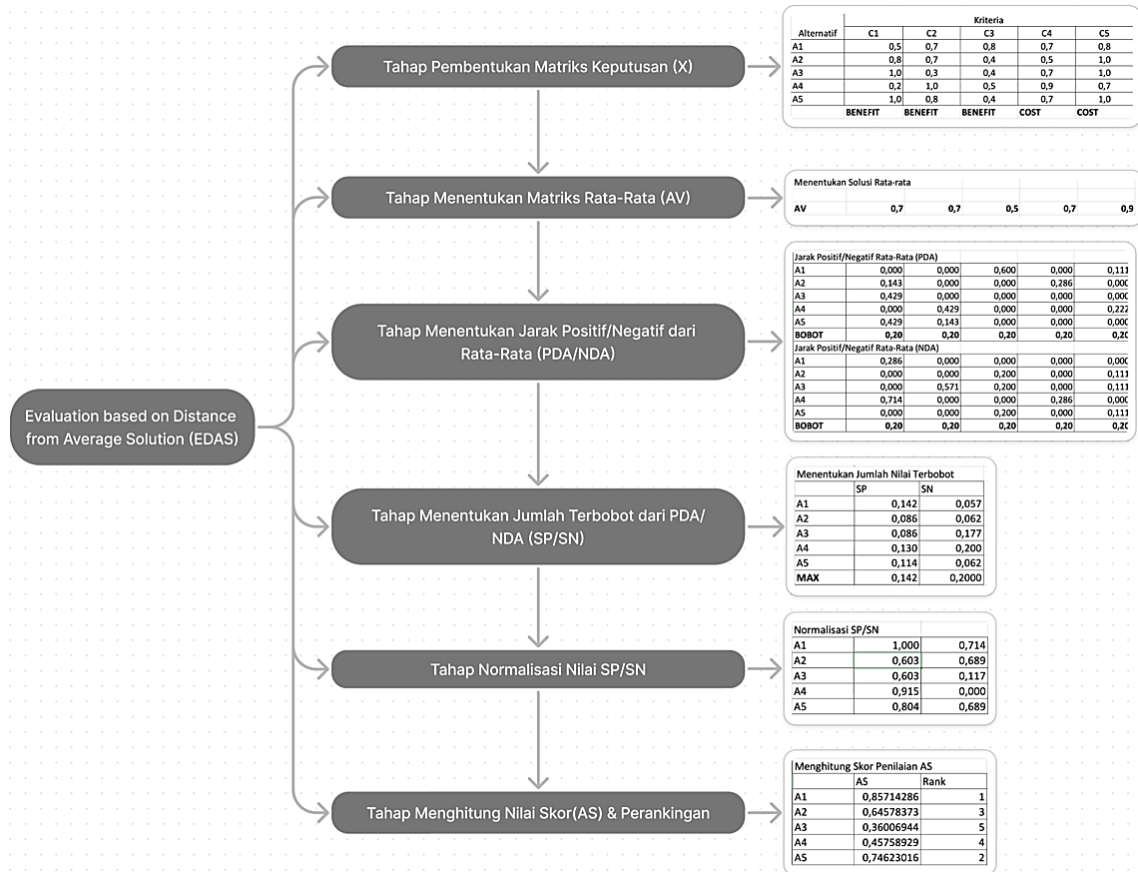 Evaluation based on Distance
from Average Solution (EDAS)
Tahap Pembentukan Matriks Keputusan (X)
Kriteria
Alternatif C1 C2 C3 C4 C5
A1 0,5 0,7 0,8 0,7 0,8
A2 0,8 0,7 0,4 0,5 1,0
A3 1,0 0,3 0,4 0,7 1,0
A4 0,2 1,0 0,5 0,9 0,7
A5 1,0 0,8 0,4 0,7 1,0
BENEFIT BENEFIT BENEFIT COST COST
Tahap Menentukan Matriks Rata-Rata (AV)
Menentukan Solusi Rata-rata
AV 0,7 0,7 0,5 0,7 0,9
Tahap Menentukan Jarak Positif/Negatif dari
Rata-Rata (PDA/NDA)
Jarak Positif/Negatif Rata-Rata (PDA)
A1 0,000 0,000 0,600 0,000 0,111
A2 0,143 0,000 0,000 0,286 0,000
A3 0,429 0,000 0,000 0,000 0,000
A4 0,000 0,429 0,000 0,000 0,222
A5 0,429 0,143 0,000 0,000 0,000
BOBOT 0,20 0,20 0,20 0,20 0,20
Jarak Positif/Negatif Rata-Rata (NDA)
A1 0,286 0,000 0,000 0,000 0,000
A2 0,000 0,000 0,200 0,000 0,111
A3 0,000 0,571 0,200 0,000 0,111
A4 0,714 0,000 0,000 0,286 0,000
A5 0,000 0,000 0,200 0,000 0,111
BOBOT 0,20 0,20 0,20 0,20 0,20
Tahap Menentukan Jumlah Terbobot dari PDA/
NDA (SP/SN)
Menentukan Jumlah Nilai Terbobot
SP SN
A1 0,142 0,057
A2 0,086 0,062
A3 0,086 0,177
A4 0,130 0,200
A5 0,114 0,062
MAX 0,142 0,2000
Tahap Normalisasi Nilai SP/SN
Normalisasi SP/SN
A1 1,000 0,714
A2 0,603 0,689
A3 0,603 0,117
A4 0,915 0,000
A5 0,804 0,689
Tahap Menghitung Nilai Skor(AS) & Perankingan
Menghitung Skor Penilaian AS
AS Rank
A1 0,85714286 1
A2 0,64578373 3
A3 0,36006944 5
A4 0,45758929 4
A5 0,74623016 2